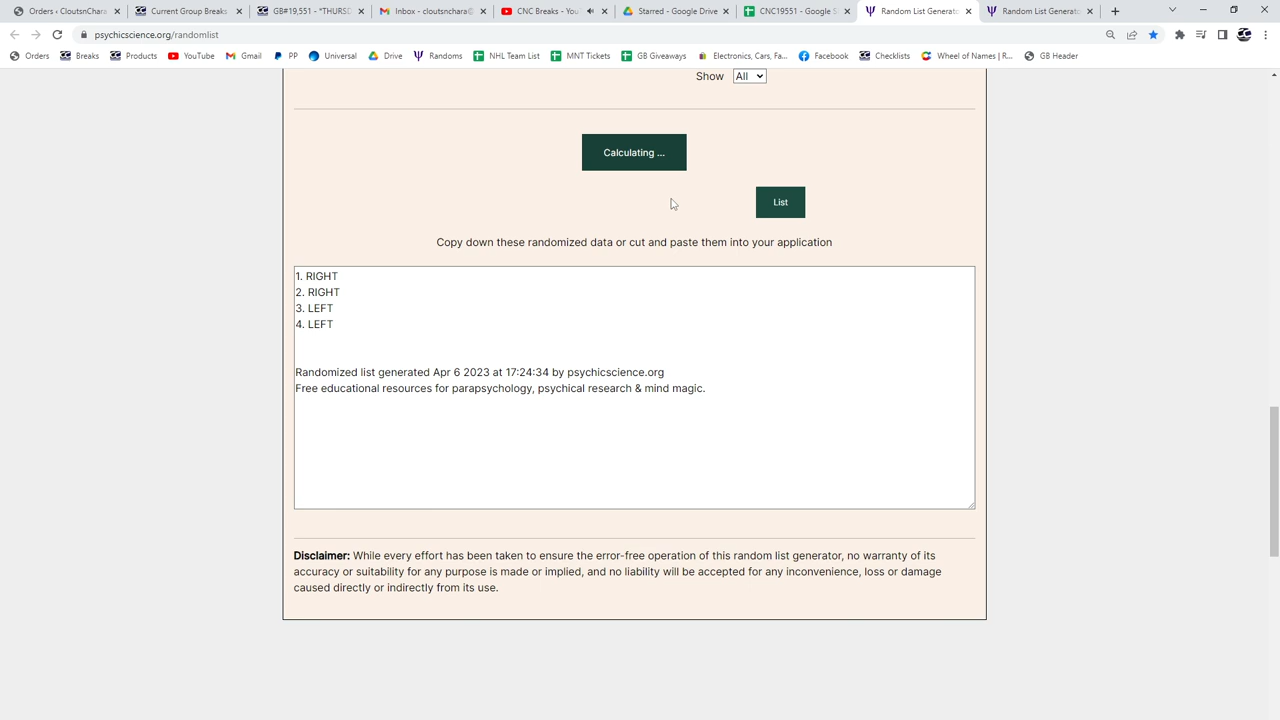 Orders ‹ CloutsnChara
Current Group Breaks
GB#19,551 - *THURSD
Inbox - cloutsnchara@
CNC Breaks - You
Starred - Google Drive
CNC19551 - Google S
Random List Generato
Random List Generato
psychicscience.org/randomlist
Orders
Breaks
Products
YouTube
Gmail
PP
Universal
Drive
Randoms
NHL Team List
MNT Tickets
GB Giveaways
Electronics, Cars, Fa...
Facebook
Checklists
Wheel of Names | R...
GB Header
Show All
Calculating ...
List
Copy down these randomized data or cut and paste them into your application
1. RIGHT
2. RIGHT
3. LEFT
4. LEFT
Randomized list generated Apr 6 2023 at 17:24:34 by psychicscience.org
Free educational resources for parapsychology, psychical research & mind magic.
Disclaimer: While every effort has been taken to ensure the error-free operation of this random list generator, no warranty of its
accuracy or suitability for any purpose is made or implied, and no liability will be accepted for any inconvenience, loss or damage
caused directly or indirectly from its use.